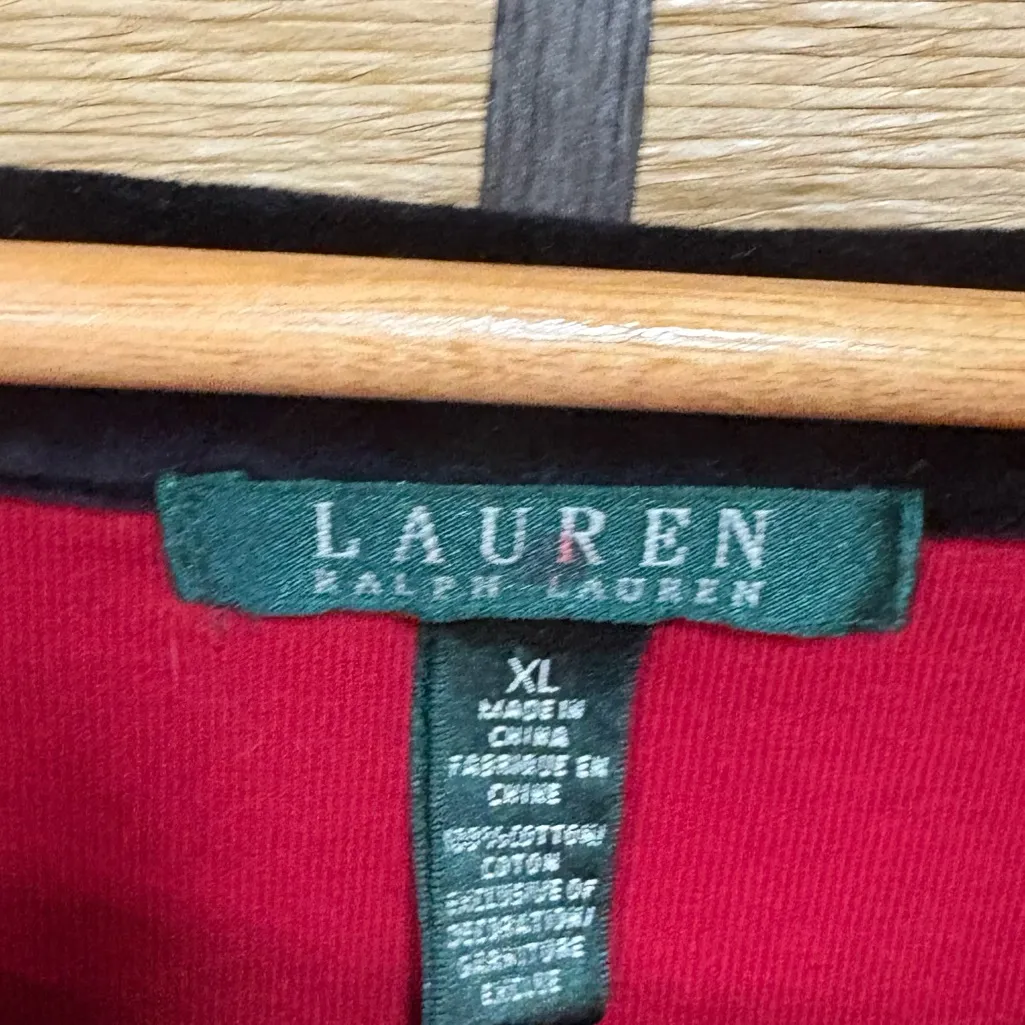 LAUREN
RALPH LAUREN
XL
MADE IN
CHINA
FABRIQUE EN
CHINE
100% COTTON/
COTON
EXCLUSIVE OF
DECORATION/
GARNITURE
EXCLUE